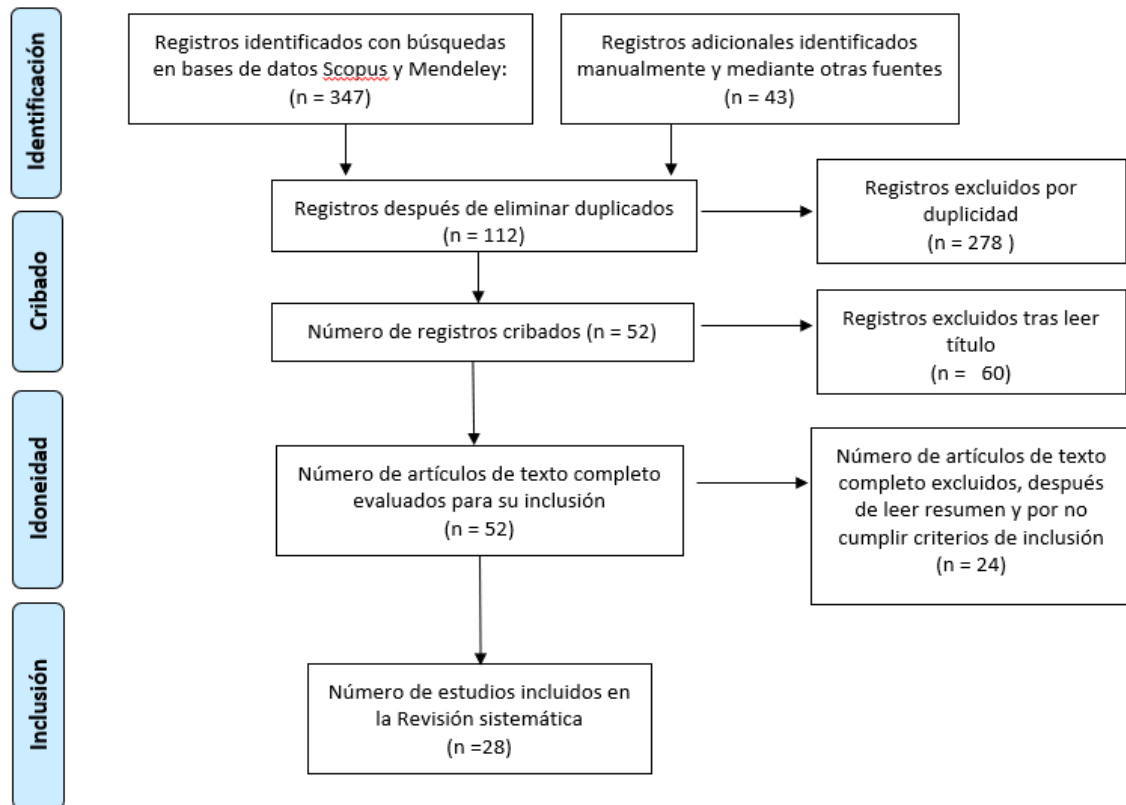 Identificación
Registros identificados con búsquedas
en bases de datos Scopus y Mendeley:
(n = 347)
Registros adicionales identificados
manualmente y mediante otras fuentes
(n = 43)
Registros después de eliminar duplicados
(n = 112)
Registros excluidos por
duplicidad
(n = 278 )
Cribado
Número de registros cribados (n = 52)
Registros excluidos tras leer
título
(n =   60)
Idoneidad
Número de artículos de texto completo
evaluados para su inclusión
(n = 52)
Número de artículos de texto
completo excluidos, después
de leer resumen y por no
cumplir criterios de inclusión
(n = 24)
Inclusión
Número de estudios incluidos en
la Revisión sistemática
(n =28)